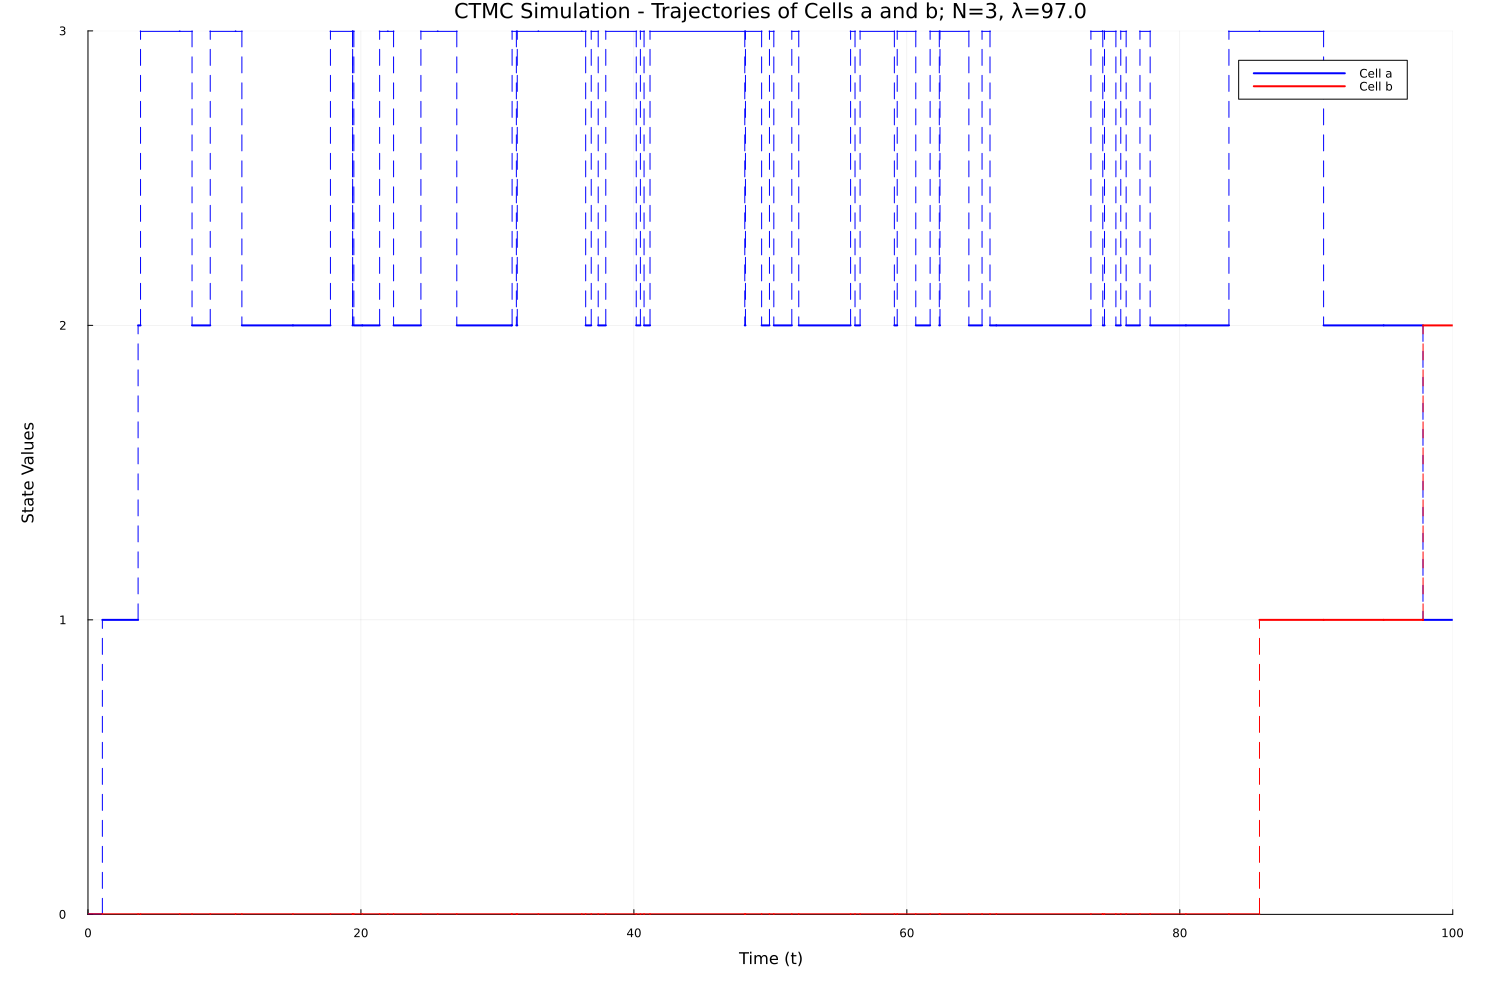 CTMC Simulation - Trajectories of Cells a and b; N=3, λ=97.0
3
Cell a
Cell b
2
State Values
1
0
0 20 40 60 80 100
Time (t)